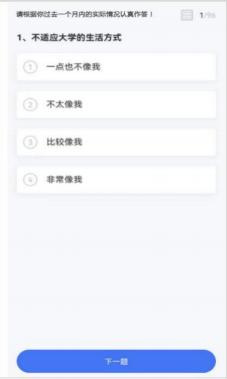 请根据你过去一个月内的实际情况认真作答！
1/96
1、不适应大学的生活方式
1 一点也不像我
2 不太像我
3 比较像我
4 非常像我
下一题